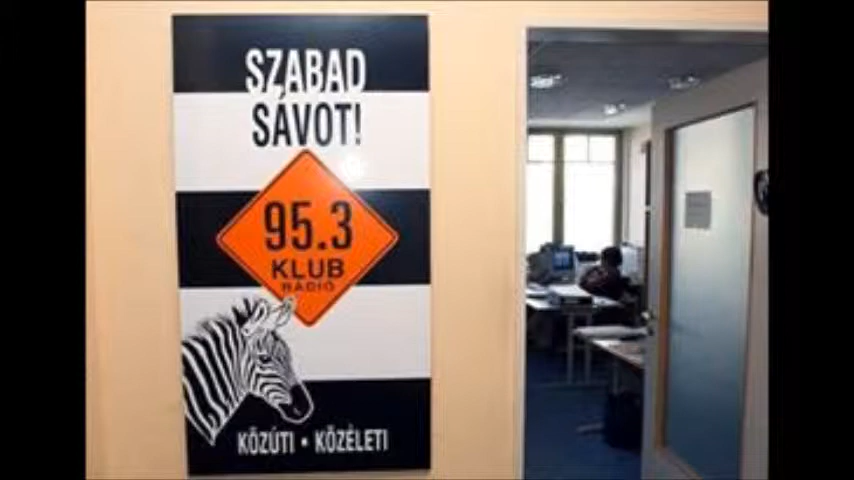 SZABAD
SÁVOT!
95.3
KLUB
RÁDIÓ
KÖZÚTI • KÖZÉLETI